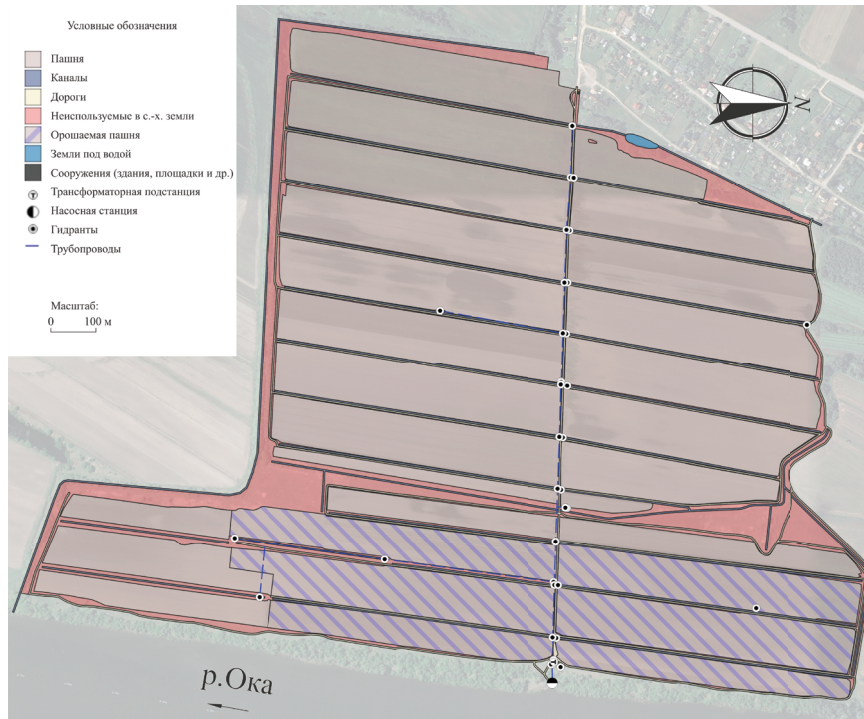 Условные обозначения
Пашня
Каналы
Дороги
Неиспользуемые в с.-х. земли
Орошаемая пашня
Земли под водой
Сооружения (здания, площадки и др.)
Т Трансформаторная подстанция
Насосная станция
Гидранты
Трубопроводы
Масштаб:
0 100 м
N
р.Ока